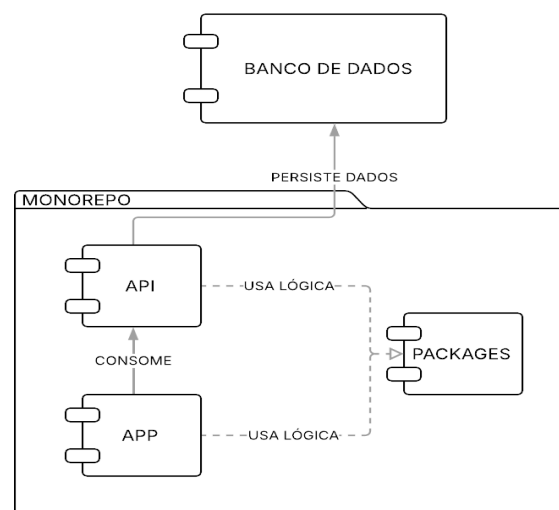 BANCO DE DADOS
PERSISTE DADOS
MONOREPO
API
USA LÓGICA
PACKAGES
CONSOME
APP
USA LÓGICA